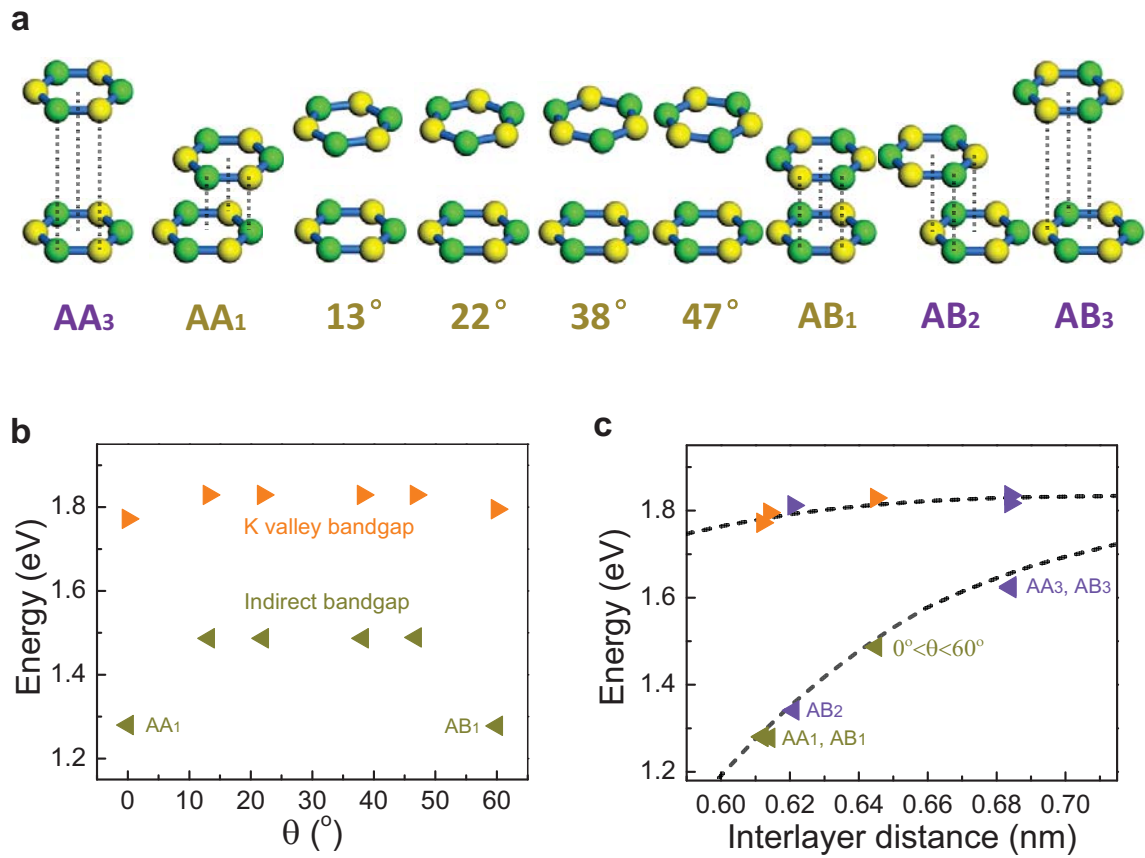 a
AA3 AA1 13° 22° 38° 47° AB1 AB2 AB3
b
Energy (eV)
1.8
1.6
1.4
1.2
K valley bandgap
Indirect bandgap
AA1
AB1
0 10 20 30 40 50 60
θ (°)
c
Energy (eV)
1.8
1.6
1.4
1.2
AA3, AB3
0°<θ<60°
AB2
AA1, AB1
0.60 0.62 0.64 0.66 0.68 0.70
Interlayer distance (nm)